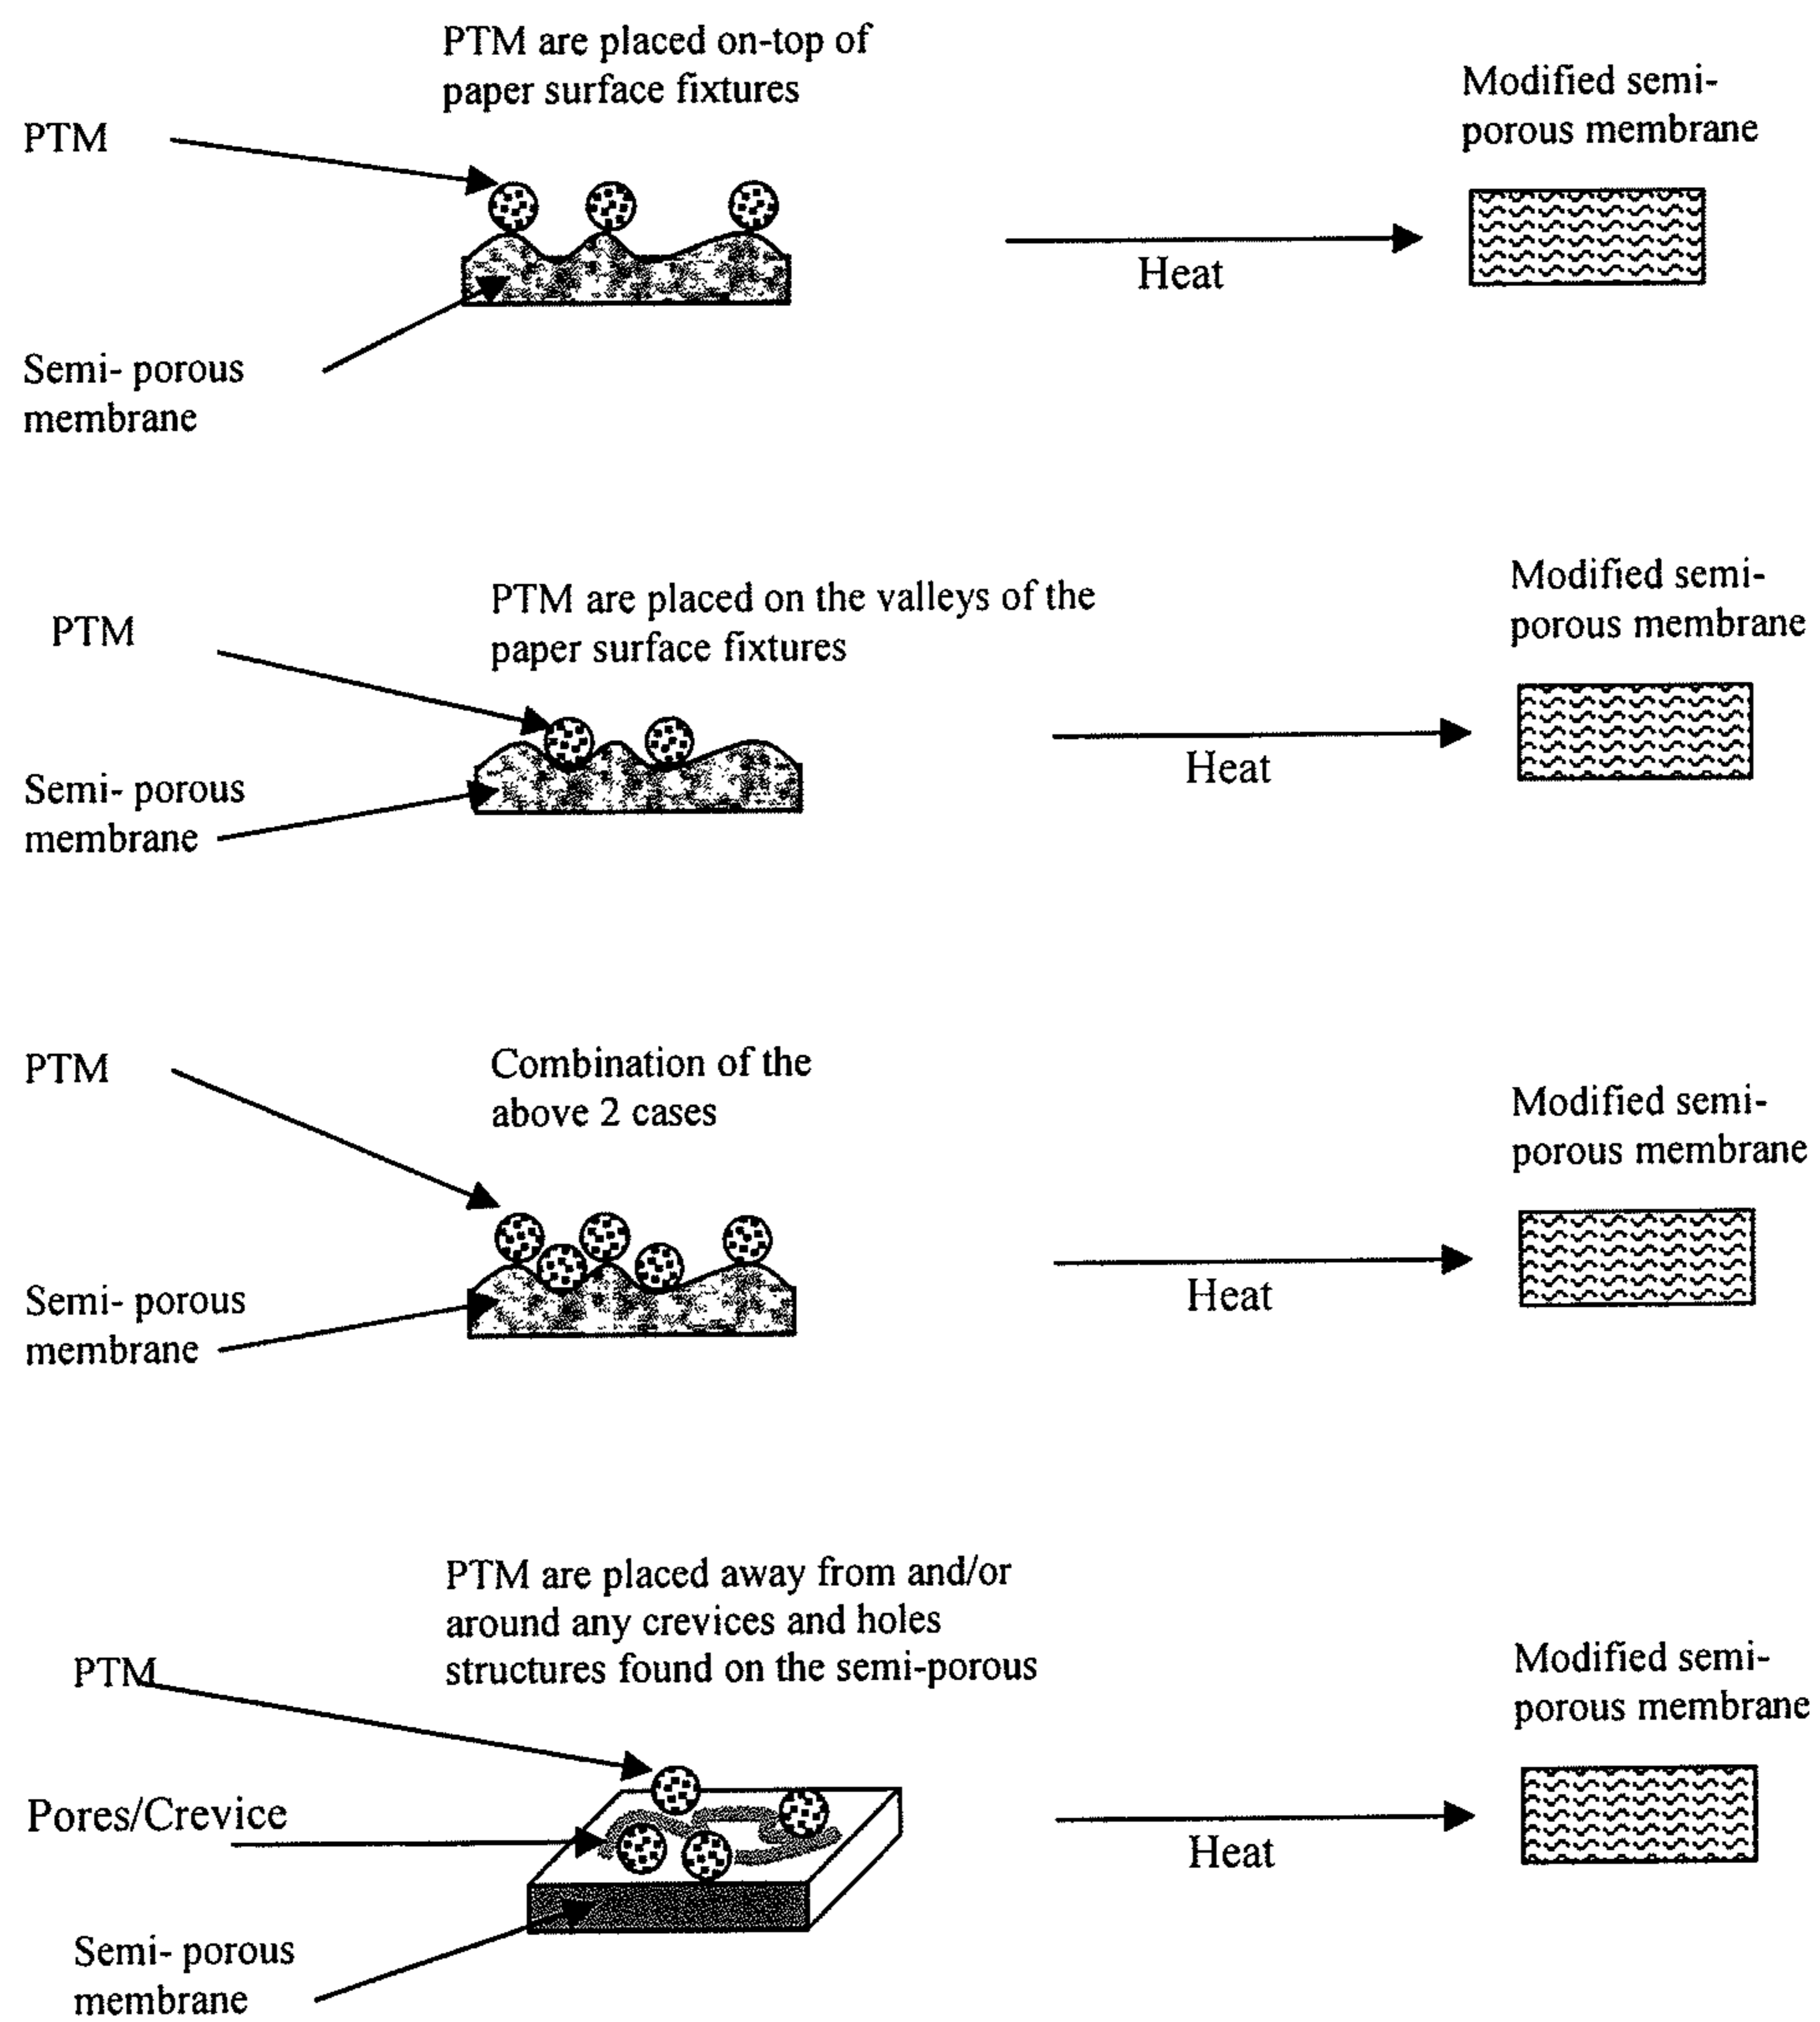 PTM are placed on-top of
paper surface fixtures
Modified semi-
porous membrane
PTM
Heat
Semi- porous
membrane
PTM are placed on the valleys of the
paper surface fixtures
Modified semi-
porous membrane
PTM
Heat
Semi- porous
membrane
Combination of the
above 2 cases
Modified semi-
porous membrane
PTM
Heat
Semi- porous
membrane
PTM are placed away from and/or
around any crevices and holes
structures found on the semi-porous
Modified semi-
porous membrane
PTM
Pores/Crevice
Heat
Semi- porous
membrane